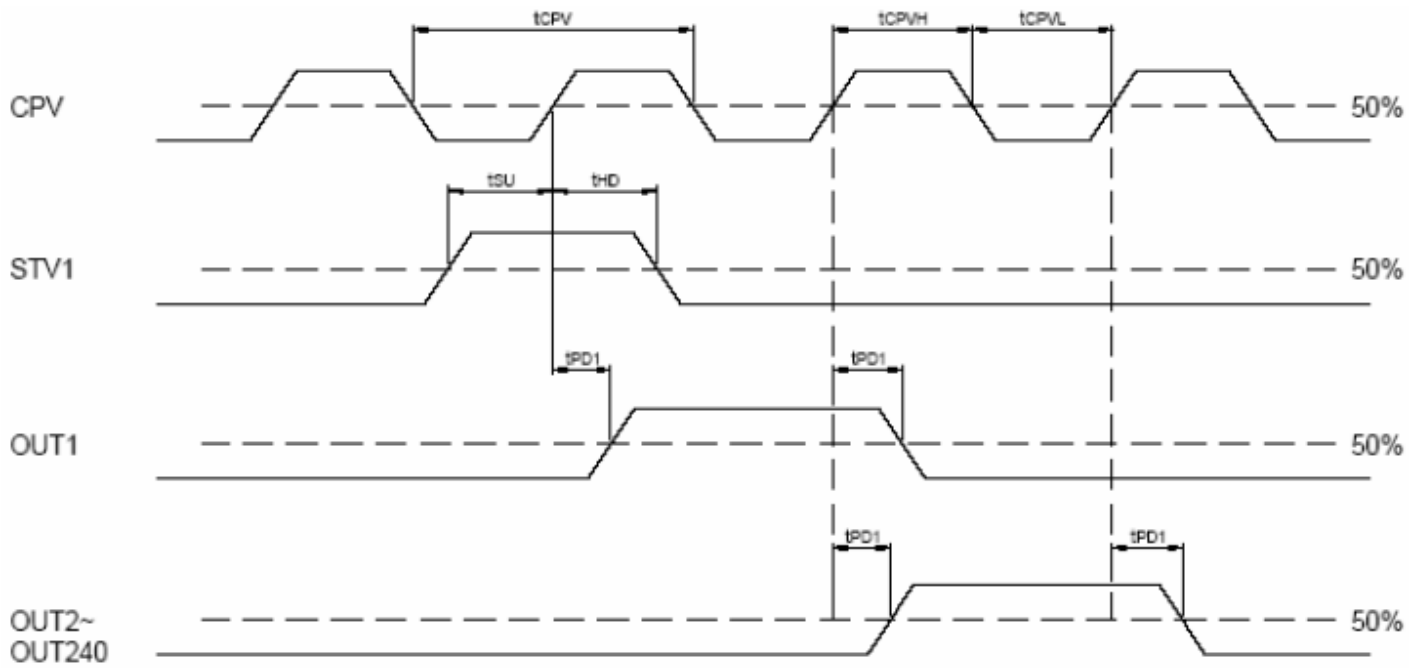 tCPV
tCPVH
tCPVL
CPV
50%
tSU
tHD
STV1
50%
tPD1
tPD1
OUT1
50%
tPD1
tPD1
OUT2~
OUT240
50%